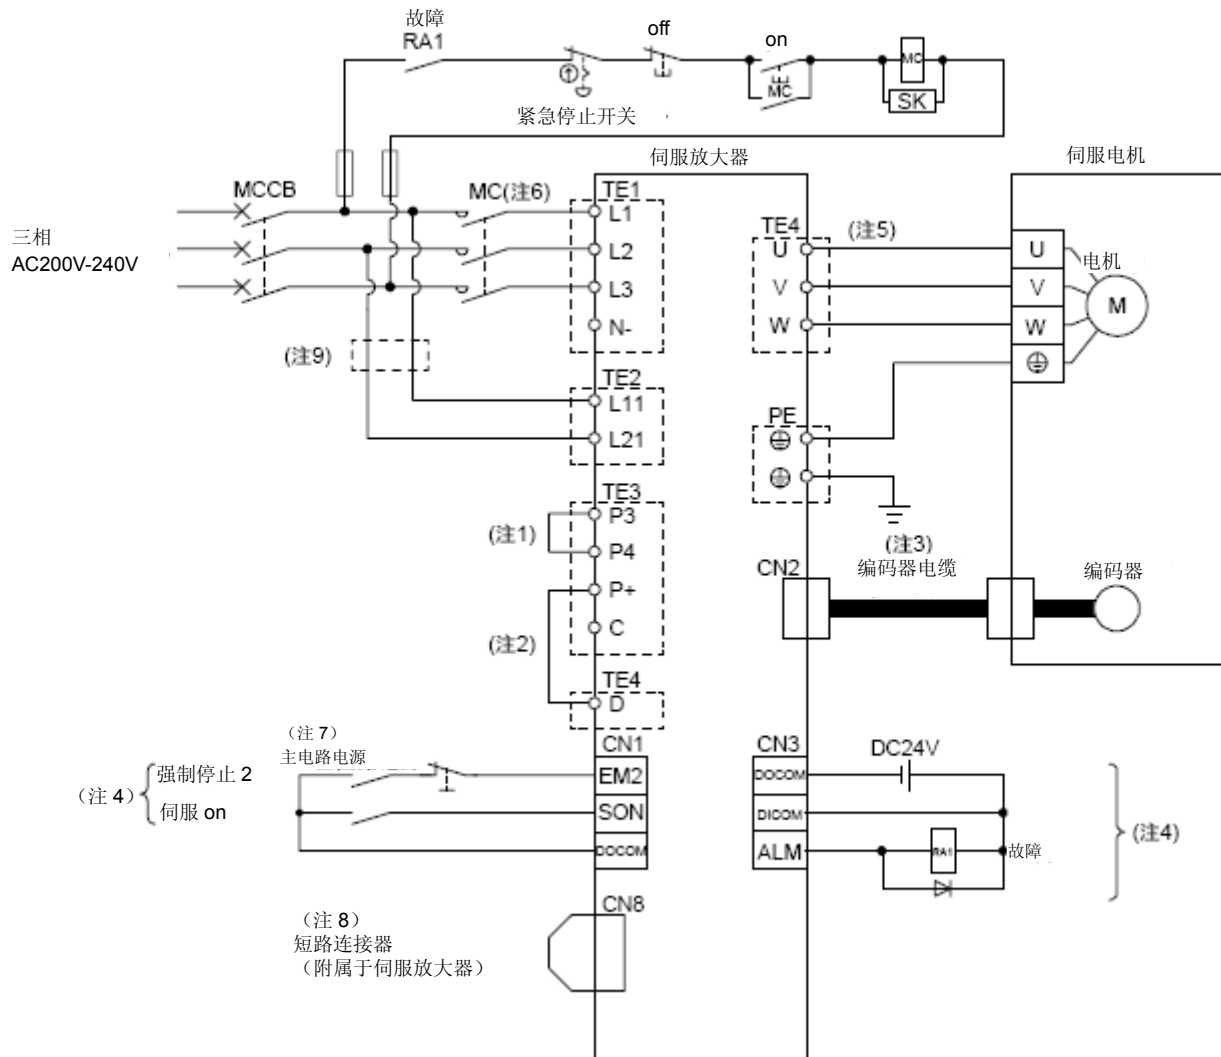 故障
RA1
off
on
MC
MC
SK
紧急停止开关
伺服放大器
伺服电机
MCCB
MC(注6)
TE1
L1
L2
L3
N-
三相
AC200V-240V
TE4
U
V
W
(注5)
U
V
W
电机
M
(注9)
TE2
L11
L21
PE
TE3
P3
P4
P+
C
(注1)
(注2)
(注3)
编码器电缆
编码器
CN2
TE4
D
（注 7）
主电路电源
CN1
EM2
SON
DOCOM
（注 4）
强制停止 2
伺服 on
CN3
DOCOM
DICOM
ALM
DC24V
RA1
故障
(注4)
CN8
（注 8）
短路连接器
（附属于伺服放大器）